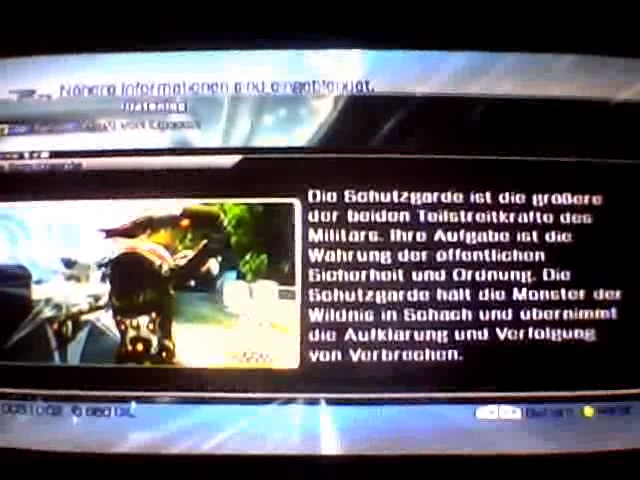 Nähere Informationen sind eingeblendet.
Die Schutzgarde ist die größere
der beiden Teilstreitkräfte des
Militärs. Ihre Aufgabe ist die
Wahrung der öffentlichen
Sicherheit und Ordnung. Die
Schutzgarde hält die Monster der
Wildnis in Schach und übernimmt
die Aufklärung und Verfolgung
von Verbrechen.